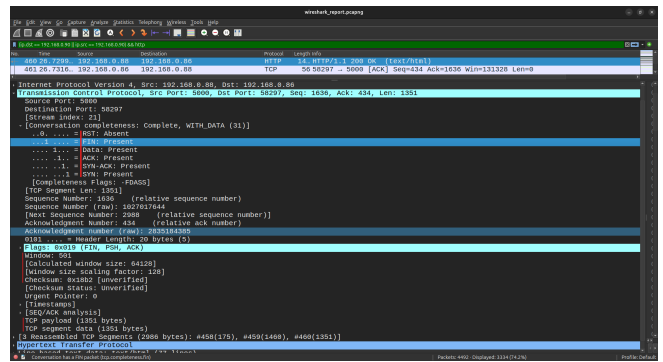 wireshark_report.pcapng
File Edit View Go Capture Analyze Statistics Telephony Wireless Tools Help
(ip.dst == 192.168.0.90 || ip.src == 192.168.0.90) && http
No. Time Source Destination Protocol Length Info
460 26.7299… 192.168.0.88 192.168.0.86 HTTP 14… HTTP/1.1 200 OK (text/html)
461 26.7316… 192.168.0.86 192.168.0.88 TCP 56 58297 → 5000 [ACK] Seq=434 Ack=1636 Win=131328 Len=0
Internet Protocol Version 4, Src: 192.168.0.88, Dst: 192.168.0.86
Transmission Control Protocol, Src Port: 5000, Dst Port: 58297, Seq: 1636, Ack: 434, Len: 1351
Source Port: 5000
Destination Port: 58297
[Stream index: 21]
[Conversation completeness: Complete, WITH_DATA (31)]
..0. .... = RST: Absent
...1 .... = FIN: Present
.... 1... = Data: Present
.... .1.. = ACK: Present
.... ..1. = SYN-ACK: Present
.... ...1 = SYN: Present
[Completeness Flags: ·FDASS]
[TCP Segment Len: 1351]
Sequence Number: 1636 (relative sequence number)
Sequence Number (raw): 1027017644
[Next Sequence Number: 2988 (relative sequence number)]
Acknowledgment Number: 434 (relative ack number)
Acknowledgment number (raw): 2835184385
0101 .... = Header Length: 20 bytes (5)
Flags: 0x019 (FIN, PSH, ACK)
Window: 501
[Calculated window size: 64128]
[Window size scaling factor: 128]
Checksum: 0x18b2 [unverified]
[Checksum Status: Unverified]
Urgent Pointer: 0
[Timestamps]
[SEQ/ACK analysis]
TCP payload (1351 bytes)
TCP segment data (1351 bytes)
[3 Reassembled TCP Segments (2986 bytes): #458(175), #459(1460), #460(1351)]
Hypertext Transfer Protocol
Line-based text data: text/html (77 lines)
Conversation has a FIN packet (tcp.completeness.fin) Packets: 4492 · Displayed: 3334 (74.2%) Profile: Default